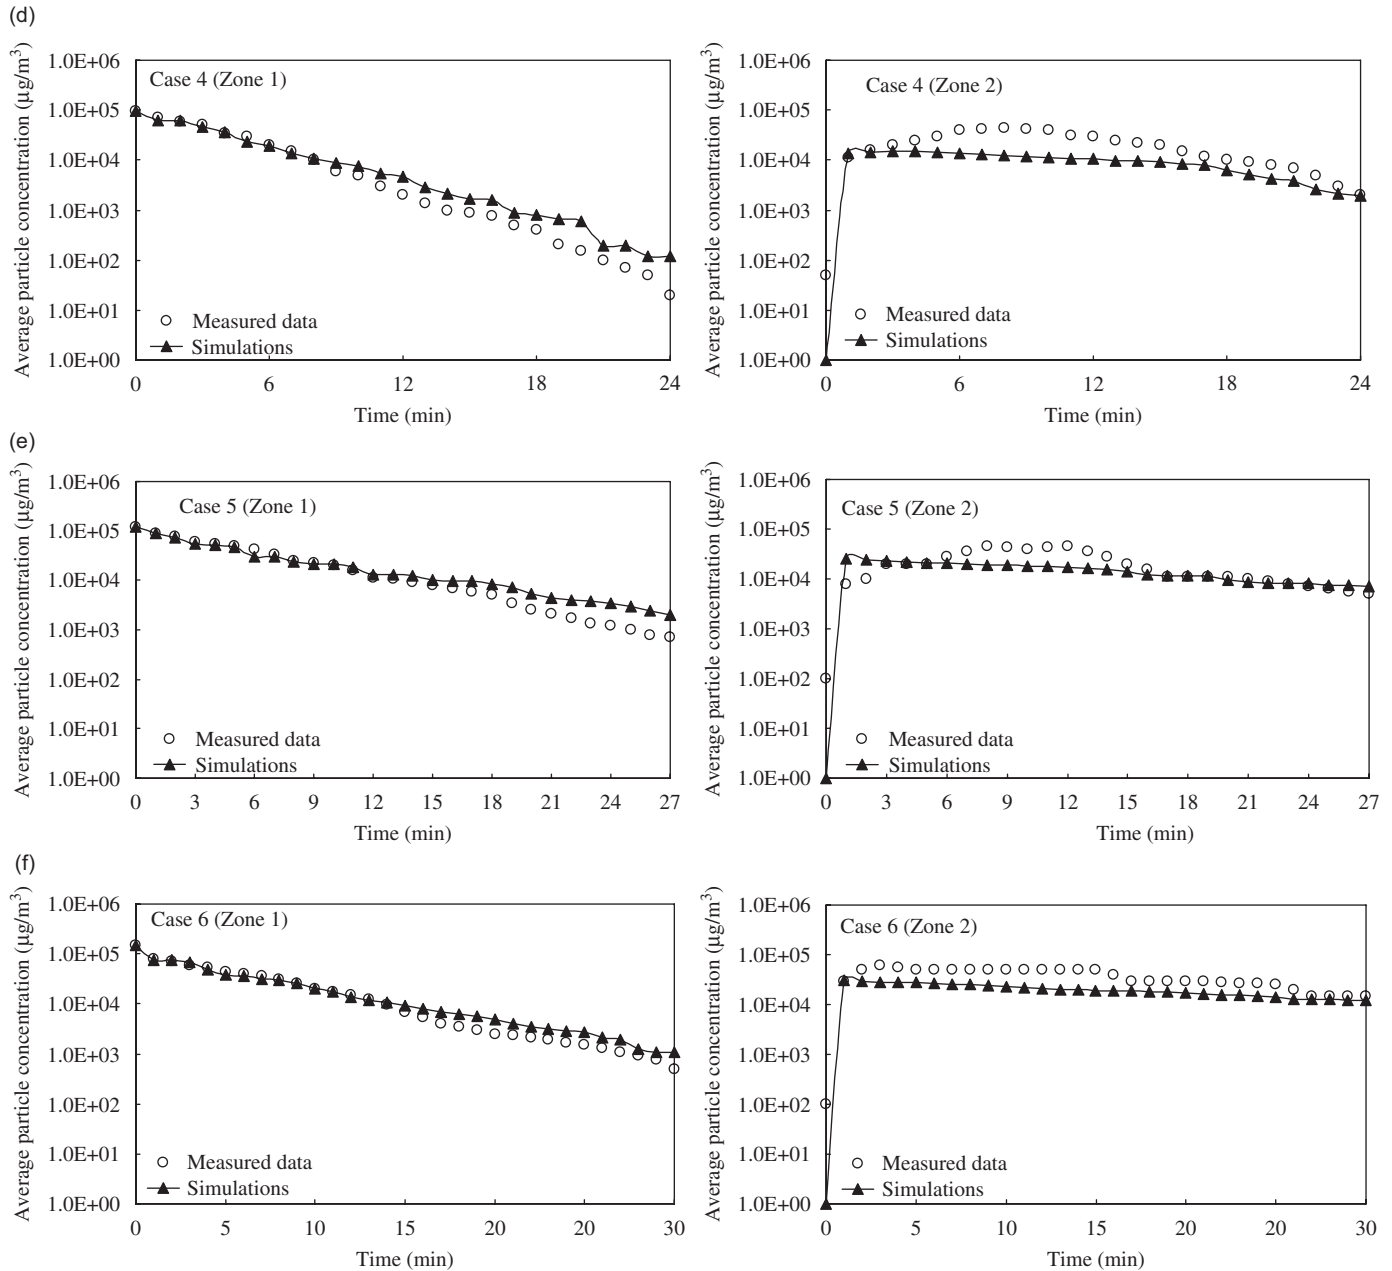 (d)
Average particle concentration (µg/m³)
1.0E+06
1.0E+05
1.0E+04
1.0E+03
1.0E+02
1.0E+01
1.0E+00
Case 4 (Zone 1)
Measured data
Simulations
0 6 12 18 24
Time (min)
Average particle concentration (µg/m³)
1.0E+06
1.0E+05
1.0E+04
1.0E+03
1.0E+02
1.0E+01
1.0E+00
Case 4 (Zone 2)
Measured data
Simulations
0 6 12 18 24
Time (min)
(e)
Average particle concentration (µg/m³)
1.0E+06
1.0E+05
1.0E+04
1.0E+03
1.0E+02
1.0E+01
1.0E+00
Case 5 (Zone 1)
Measured data
Simulations
0 3 6 9 12 15 18 21 24 27
Time (min)
Average particle concentration (µg/m³)
1.0E+06
1.0E+05
1.0E+04
1.0E+03
1.0E+02
1.0E+01
1.0E+00
Case 5 (Zone 2)
Measured data
Simulations
0 3 6 9 12 15 18 21 24 27
Time (min)
(f)
Average particle concentration (µg/m³)
1.0E+06
1.0E+05
1.0E+04
1.0E+03
1.0E+02
1.0E+01
1.0E+00
Case 6 (Zone 1)
Measured data
Simulations
0 5 10 15 20 20 30
Time (min)
Average particle concentration (µg/m³)
1.0E+06
1.0E+05
1.0E+04
1.0E+03
1.0E+02
1.0E+01
1.0E+00
Case 6 (Zone 2)
Measured data
Simulations
0 5 10 15 20 20 30
Time (min)